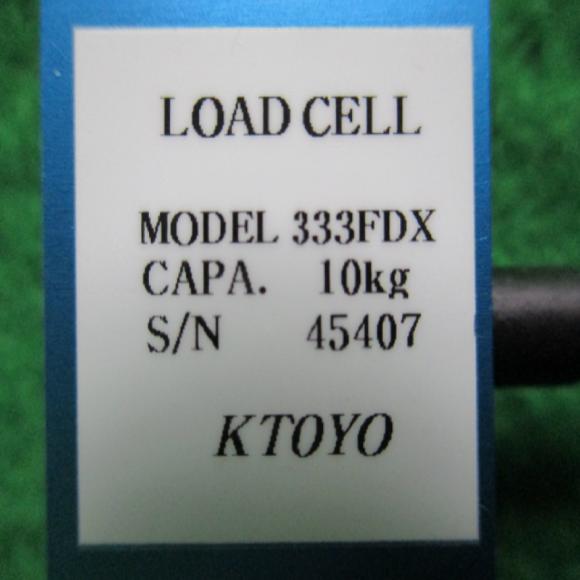 LOAD CELL
MODEL 333FDX
CAPA. 10kg
S/N 45407
KTOYO